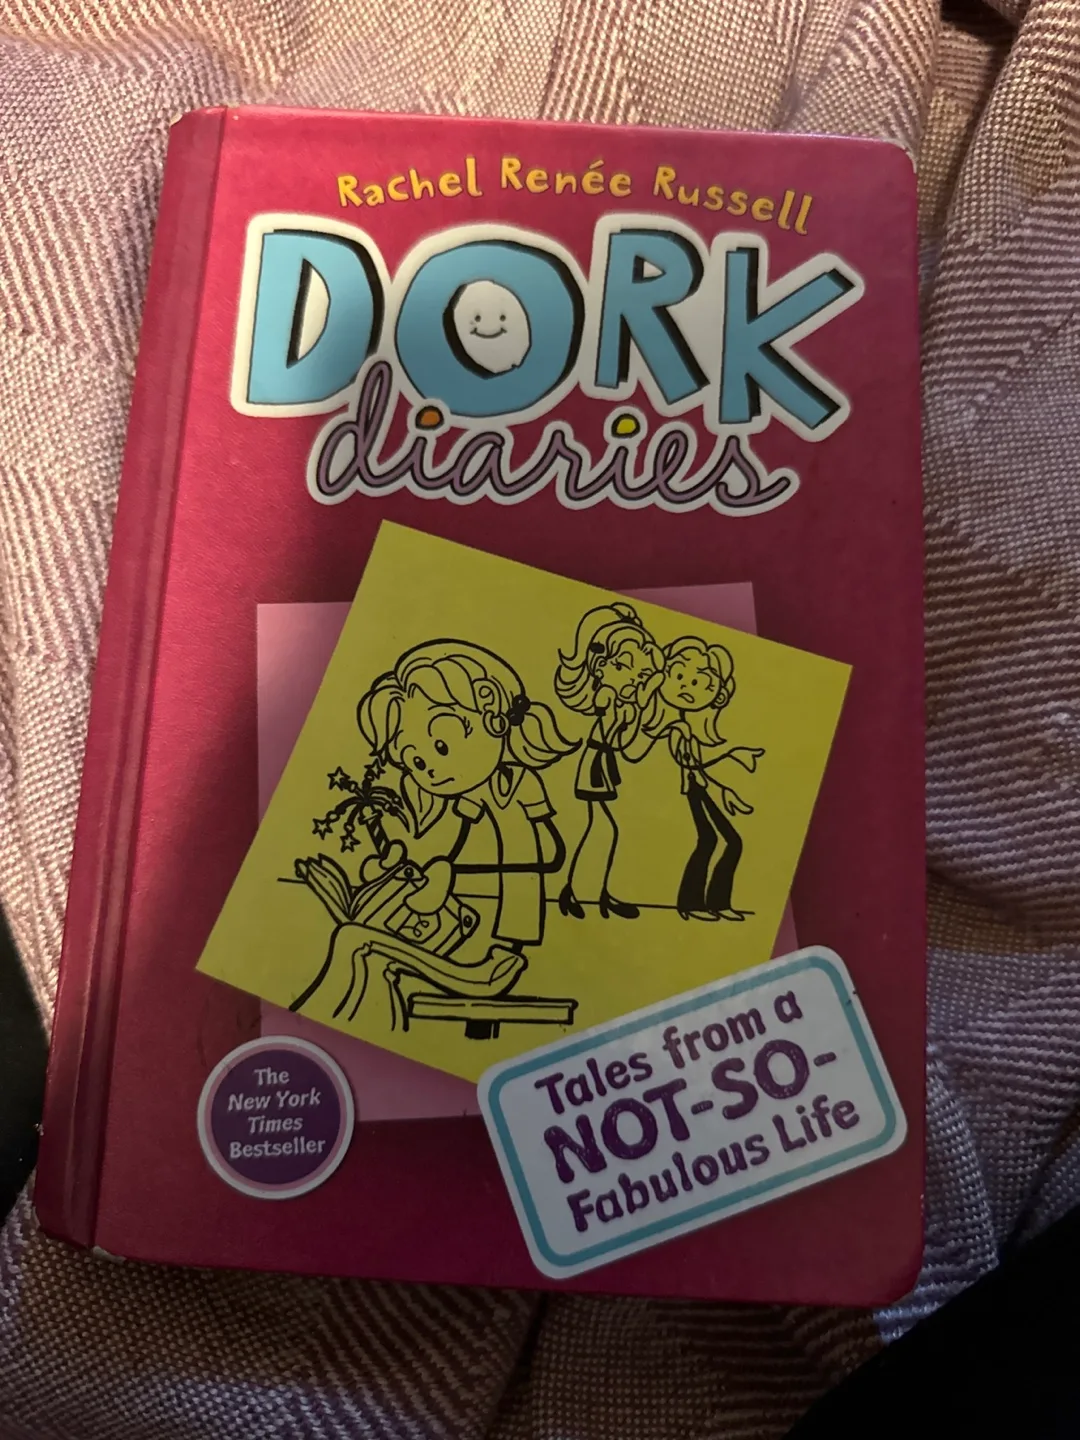 Rachel Renée Russell
DORK
diaries
The
New York
Times
Bestseller
Tales from a
NOT-SO-
Fabulous Life